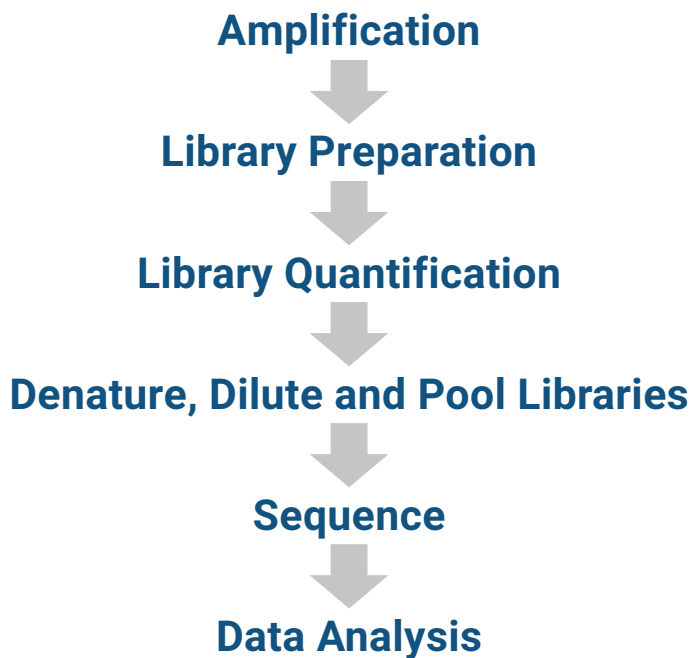 Amplification
Library Preparation
Library Quantification
Denature, Dilute and Pool Libraries
Sequence
Data Analysis